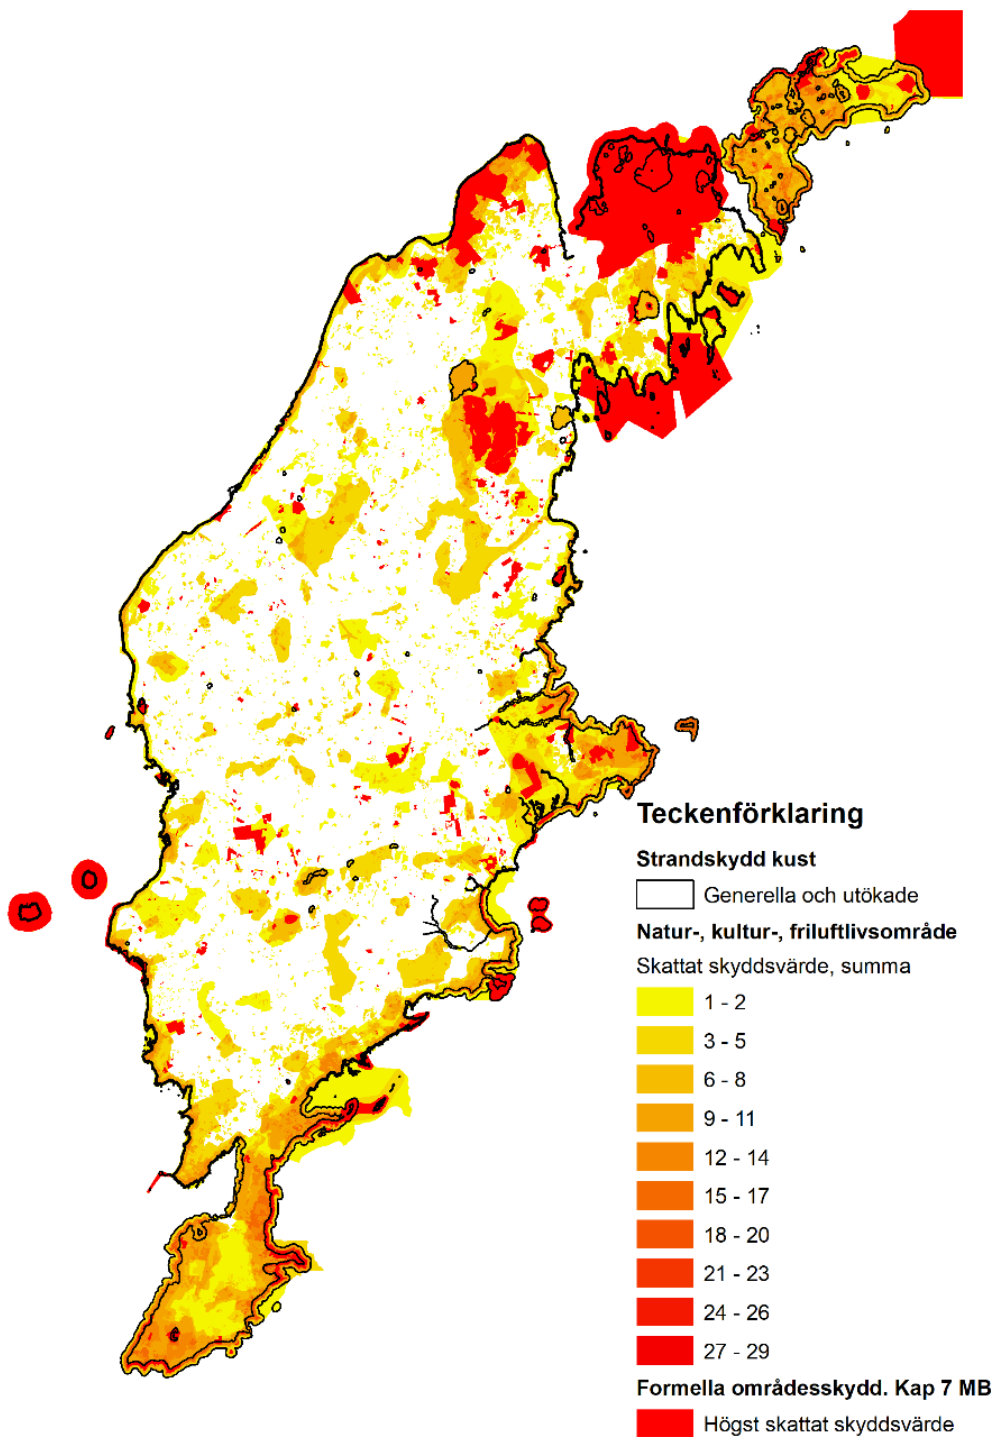 Teckenförklaring
Strandskydd kust
Generella och utökade
Natur-, kultur-, friluftlivsområde
Skattat skyddsvärde, summa
1 - 2
3 - 5
6 - 8
9 - 11
12 - 14
15 - 17
18 - 20
21 - 23
24 - 26
27 - 29
Formella områdesskydd. Kap 7 MB
Högst skattat skyddsvärde